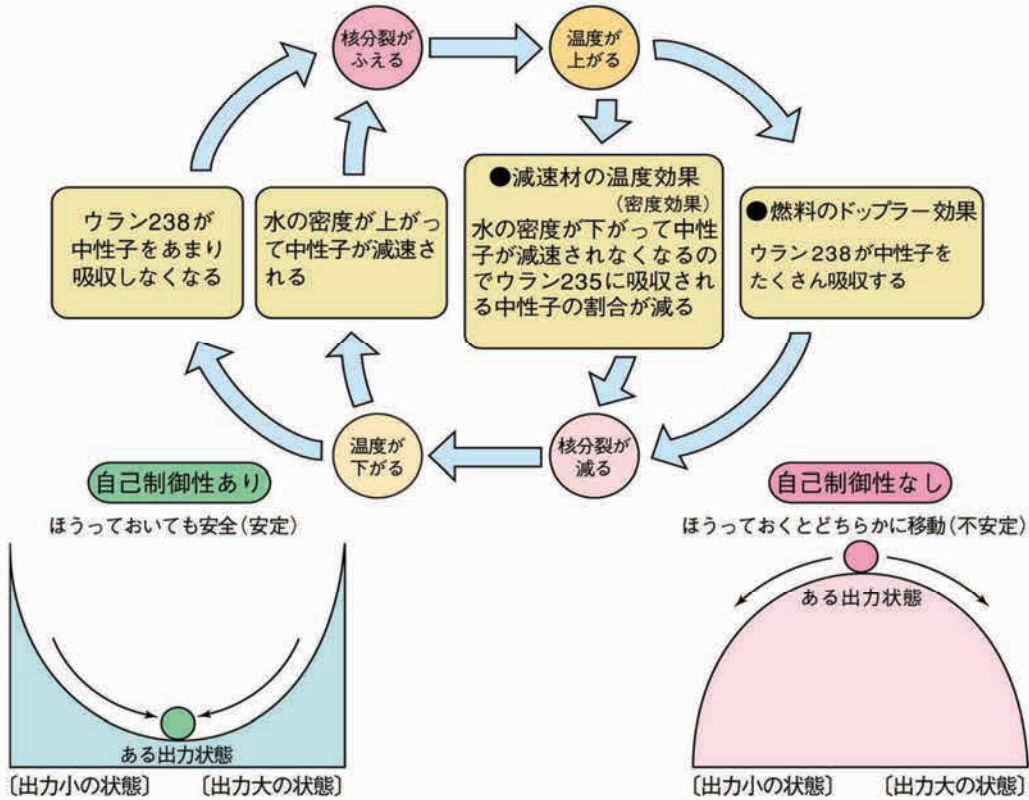 核分裂が
ふえる
温度が
上がる
ウラン238が
中性子をあまり
吸収しなくなる
水の密度が上がっ
て中性子が減速さ
れる
●減速材の温度効果
(密度効果)
水の密度が下がって中性
子が減速されなくなるの
でウラン235に吸収され
る中性子の割合が減る
●燃料のドップラー効果
ウラン238が中性子を
たくさん吸収する
温度が
下がる
核分裂が
減る
自己制御性あり
ほうっておいても安全(安定)
ある出力状態
〔出力小の状態〕
〔出力大の状態〕
自己制御性なし
ほうっておくとどちらかに移動(不安定)
ある出力状態
〔出力小の状態〕
〔出力大の状態〕